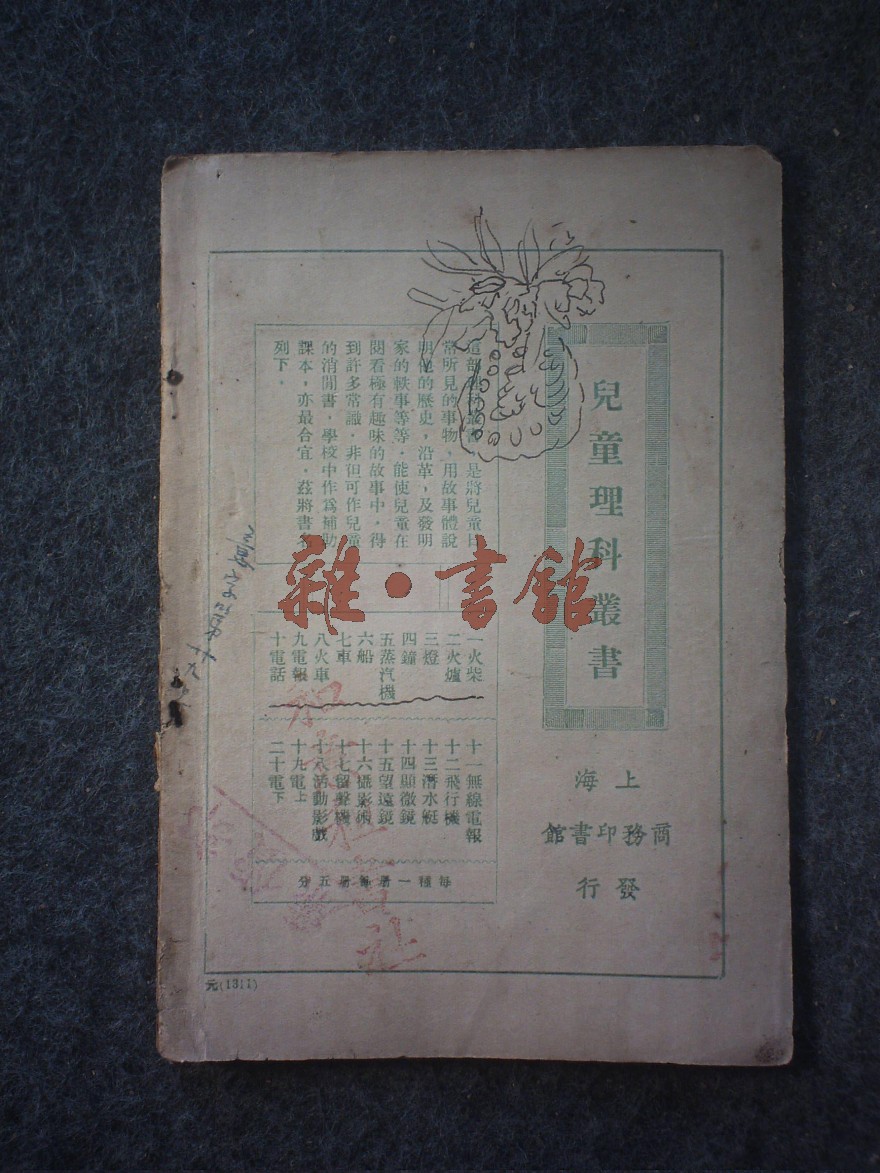 兒童理科叢書
上海
商務印書館
發行
是將兒童日
常所見的事物，用故事體說
明他的歷史，沿革，及發明
家的軼事等等，能使兒童在
閱看極有趣味的故事中，得
到許多常識，非但可作兒童
的消閒書，學校中作爲補助
課本，亦最合宜，茲將書名
列下。
一火柴
二火爐
三燈
四鐘
五蒸汽機
六船
七車
八火車
九電報
十電話
十一無線電報
十二飛行機
十三潛水艇
十四顯微鏡
十五望遠鏡
十六攝影術
十七留聲機
十八活動影戲
十九電上
二十電下
每種一冊每冊五分
元(1311)
雜·書館